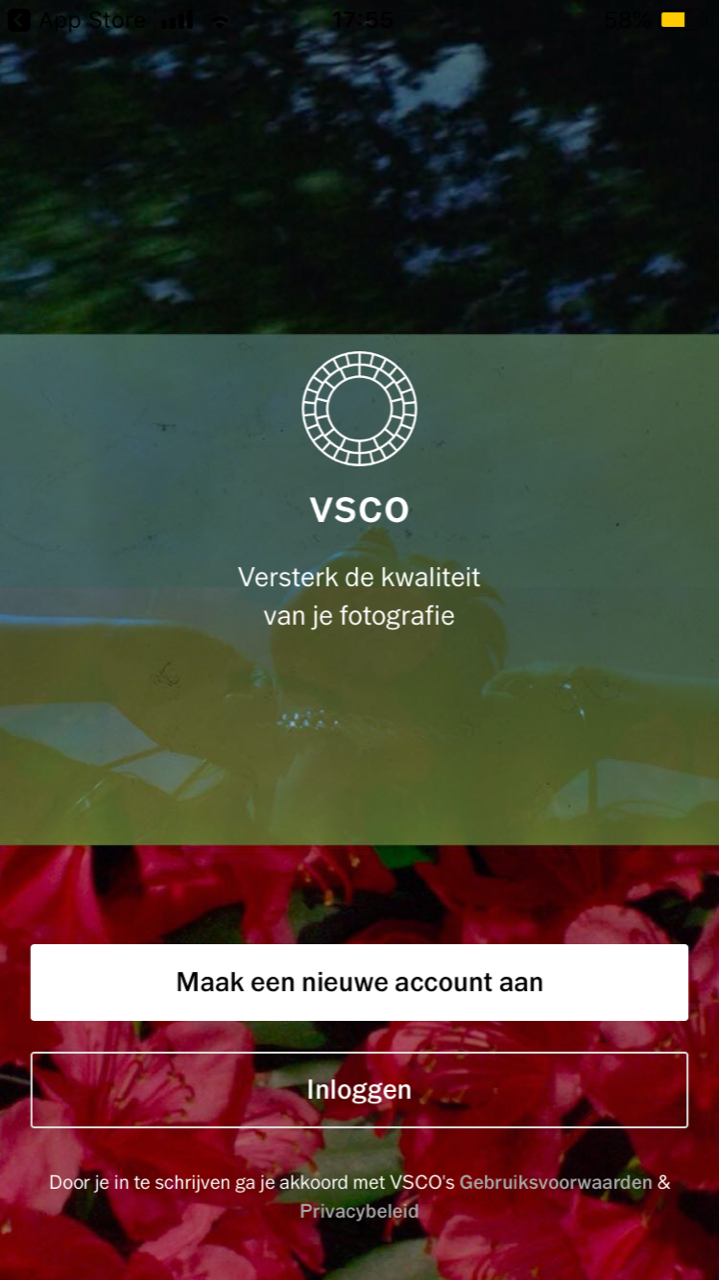 App Store 17:55 58%
VSCO
Versterk de kwaliteit
van je fotografie
Maak een nieuwe account aan
Inloggen
Door je in te schrijven ga je akkoord met VSCO's Gebruiksvoorwaarden &
Privacybeleid